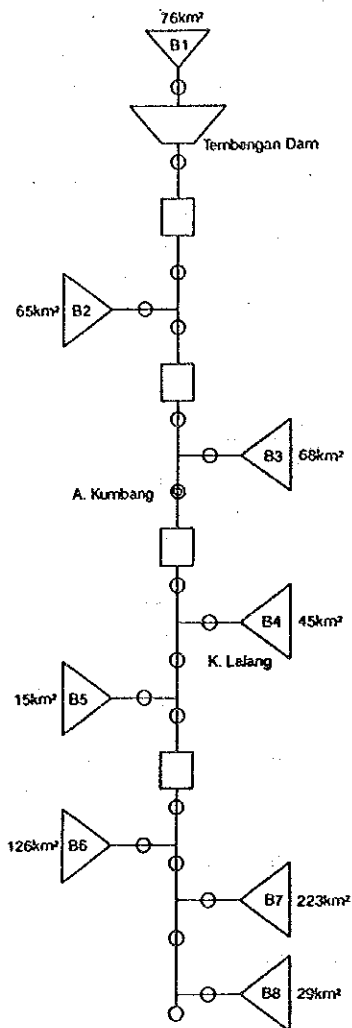 76km²
B1
Tembangan Dam
65km² B2
B3 68km²
A. Kumbang
B4 45km²
K. Lalang
15km² B5
126km² B6
B7 223km²
B8 29km²